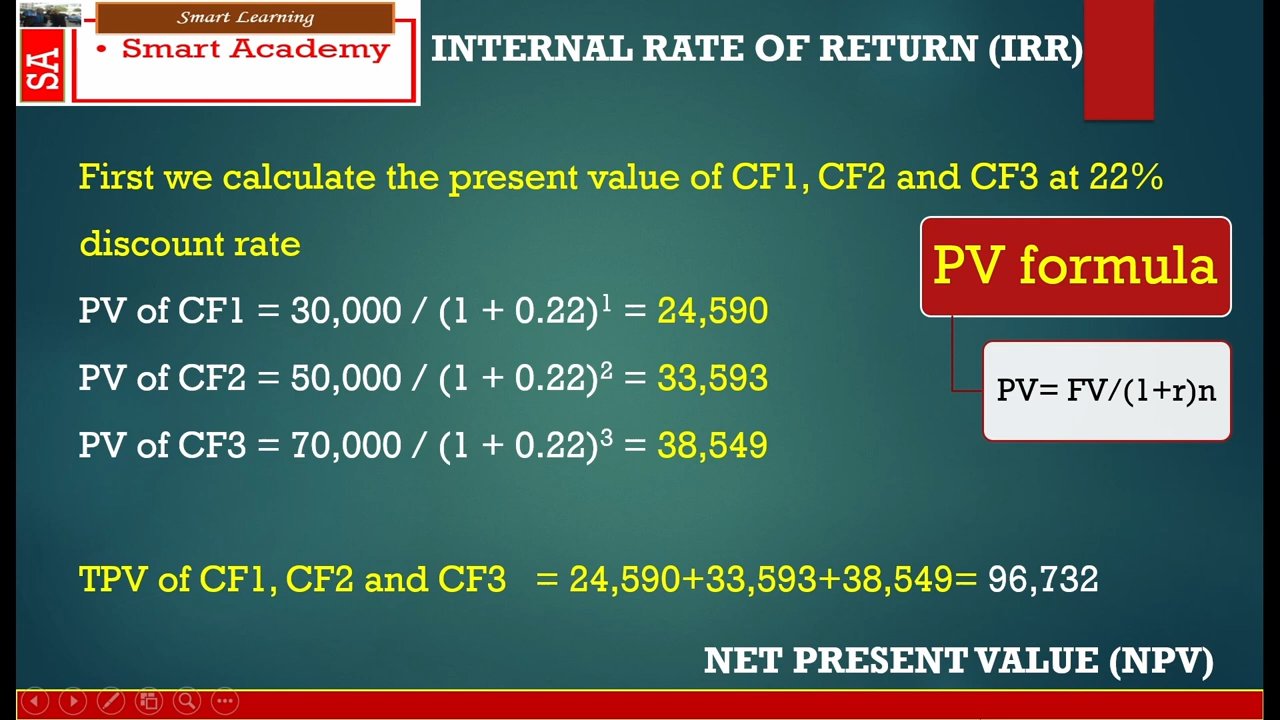 Smart Learning
SA
• Smart Academy
INTERNAL RATE OF RETURN (IRR)
First we calculate the present value of CF1, CF2 and CF3 at 22%
discount rate
PV formula
PV of CF1 = 30,000 / (1 + 0.22)¹ = 24,590
PV of CF2 = 50,000 / (1 + 0.22)² = 33,593
PV= FV/(1+r)n
PV of CF3 = 70,000 / (1 + 0.22)³ = 38,549
TPV of CF1, CF2 and CF3 = 24,590+33,593+38,549= 96,732
NET PRESENT VALUE (NPV)